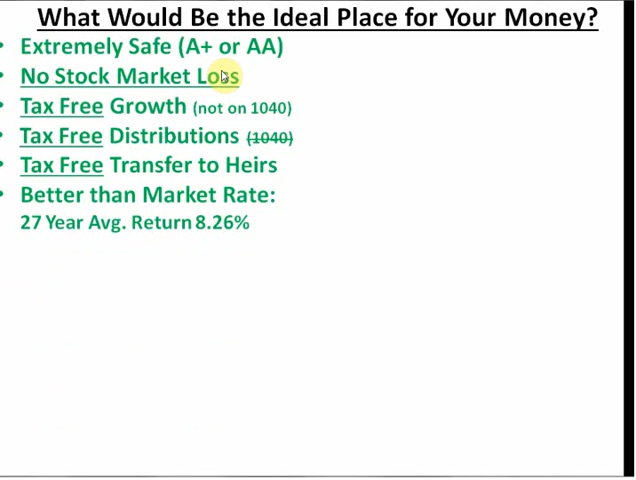 What Would Be the Ideal Place for Your Money?
• Extremely Safe (A+ or AA)
• No Stock Market Loss
• Tax Free Growth (not on 1040)
• Tax Free Distributions (1040)
• Tax Free Transfer to Heirs
• Better than Market Rate:
27 Year Avg. Return 8.26%